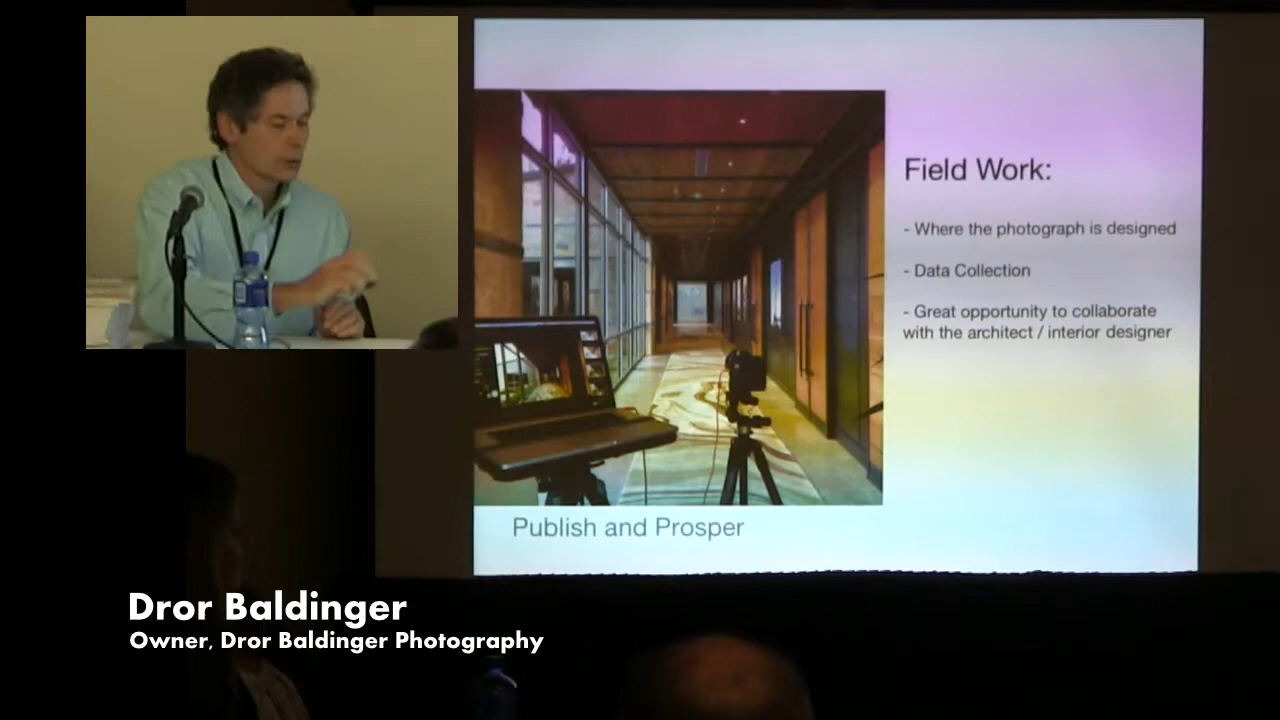 Field Work:
- Where the photograph is designed
- Data Collection
- Great opportunity to collaborate
with the architect / interior designer
Publish and Prosper
Dror Baldinger
Owner, Dror Baldinger Photography